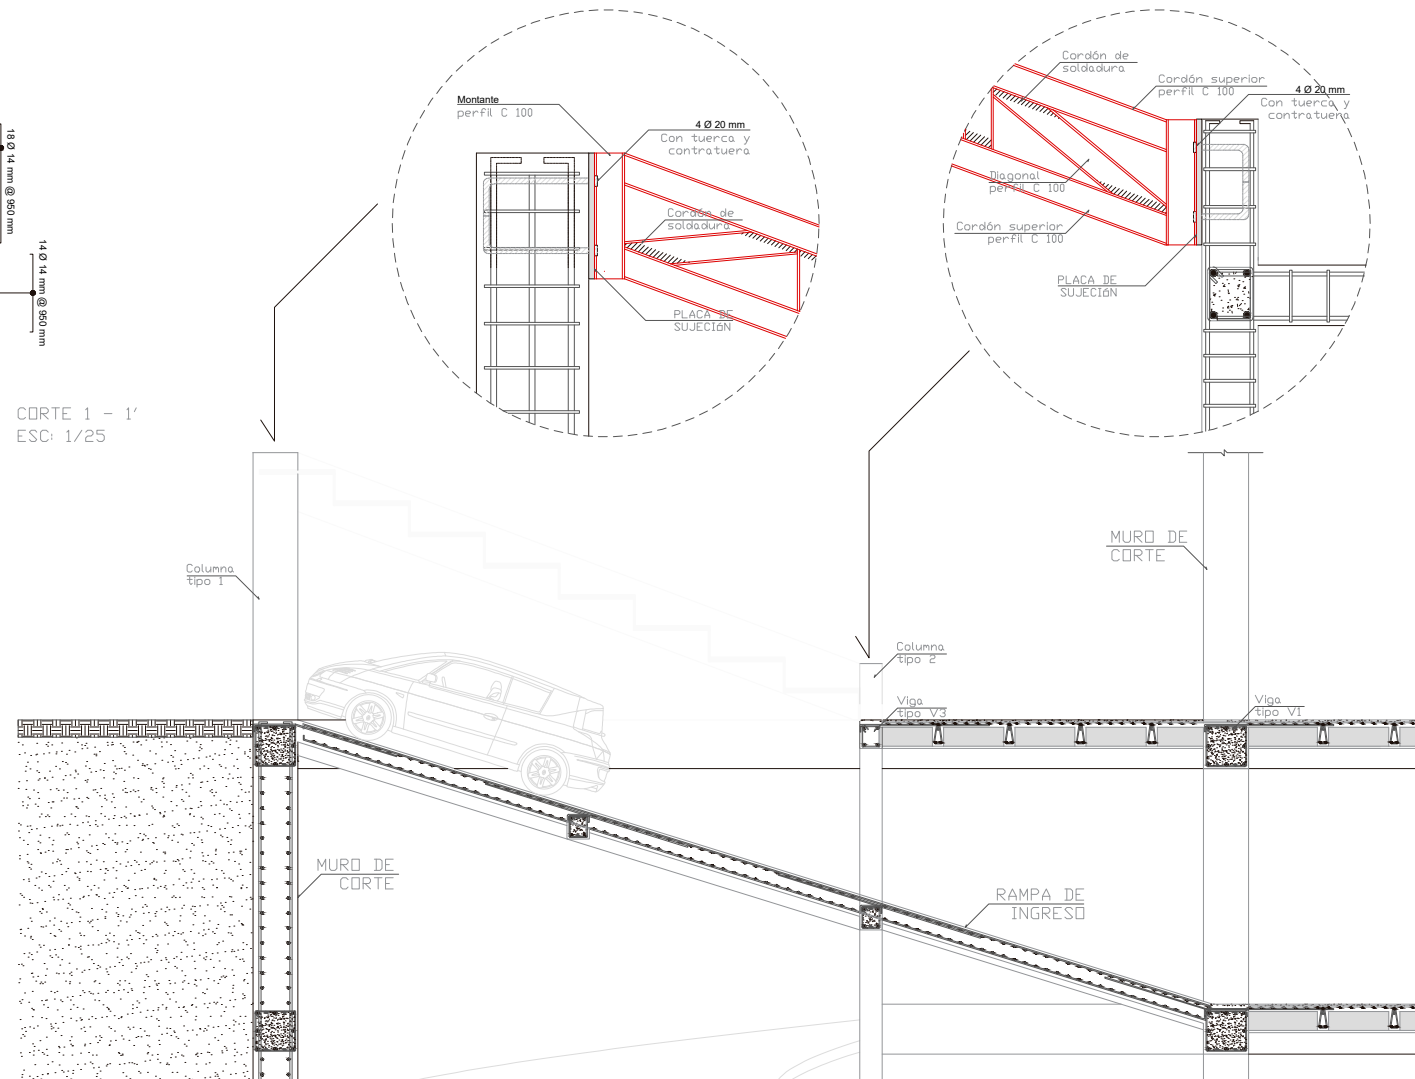 18 Ø 14 mm @ 950 mm
14 Ø 14 mm @ 950 mm
CORTE 1 - 1'
ESC: 1/25
Montante
perfil C 100
4 Ø 20 mm
Con tuerca y
contratuera
Cordón de
soldadura
PLACA DE
SUJECIóN
Cordón de
soldadura
Cordón superior
perfil C 100
4 Ø 20 mm
Con tuerca y
contratuera
Diagonal
perfil C 100
Cordón superior
perfil C 100
PLACA DE
SUJECIóN
Columna
tipo 1
MURO DE
CORTE
Columna
tipo 2
Viga
tipo V3
Viga
tipo V1
MURO DE
CORTE
RAMPA DE
INGRESO